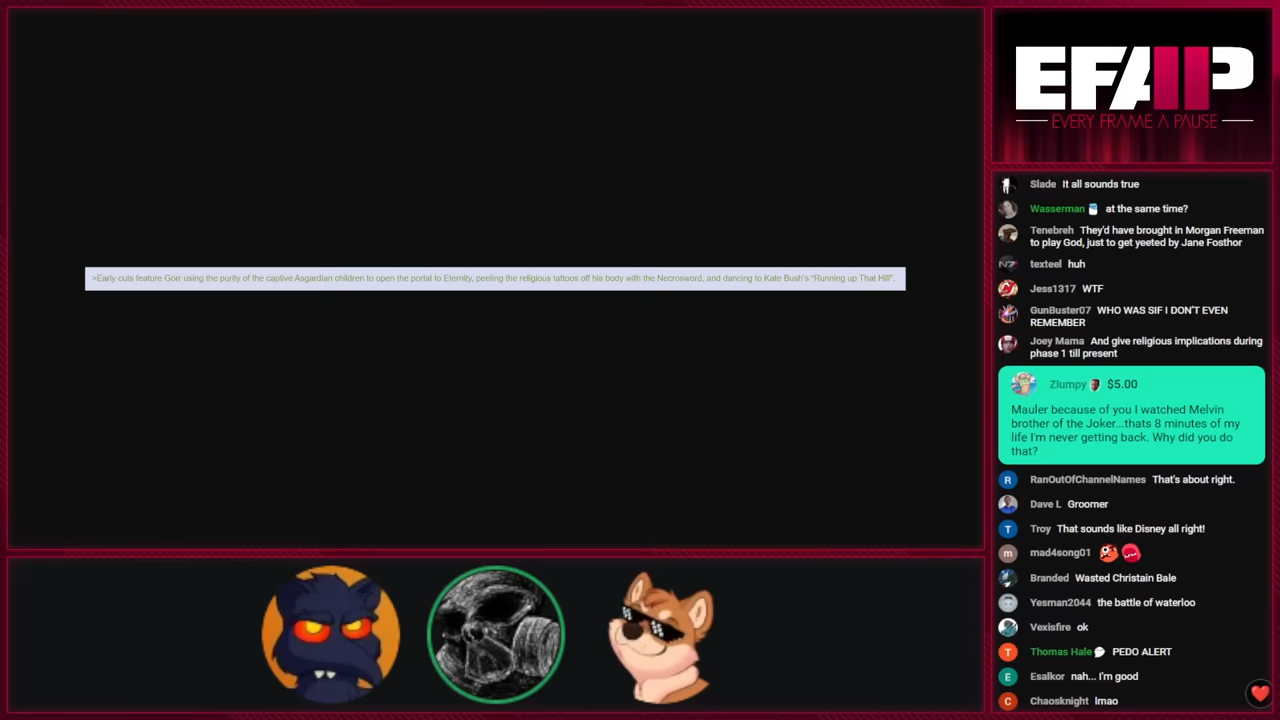 >Early cuts feature Gorr using the purity of the captive Asgardian children to open the portal to Eternity, peeling the religious tattoos off his body with the Necrosword, and dancing to Kate Bush's "Running up That Hill".
EFAP
EVERY FRAME A PAUSE
Slade It all sounds true
Wasserman at the same time?
Tenebreh They'd have brought in Morgan Freeman
to play God, just to get yeeted by Jane Fosthor
texteel huh
Jess1317 WTF
GunBuster07 WHO WAS SIF I DON'T EVEN
REMEMBER
Joey Mama And give religious implications during
phase 1 till present
Zlumpy $5.00
Mauler because of you I watched Melvin
brother of the Joker...thats 8 minutes of my
life I'm never getting back. Why did you do
that?
R RanOutOfChannelNames That's about right.
Dave L Groomer
T Troy That sounds like Disney all right!
m mad4song01
Branded Wasted Christain Bale
Yesman2044 the battle of waterloo
Vexisfire ok
T Thomas Hale PEDO ALERT
E Esalkor nah... I'm good
C Chaosknight lmao